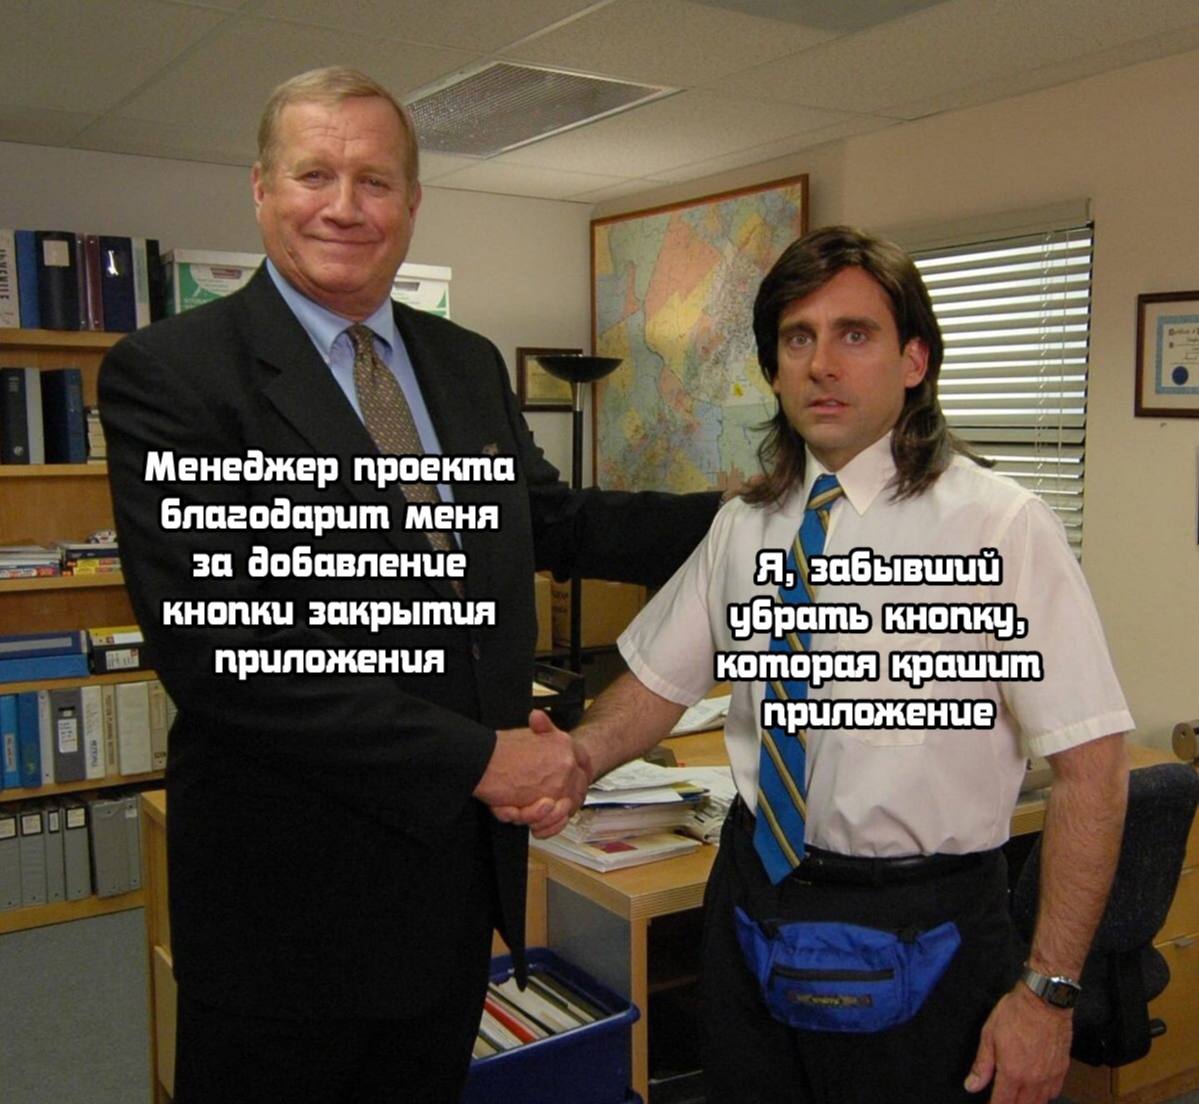 Менеджер проекта
благодарит меня
за добавление
кнопки закрытия
приложения
Я, забывший
убрать кнопку,
которая крашит
приложение